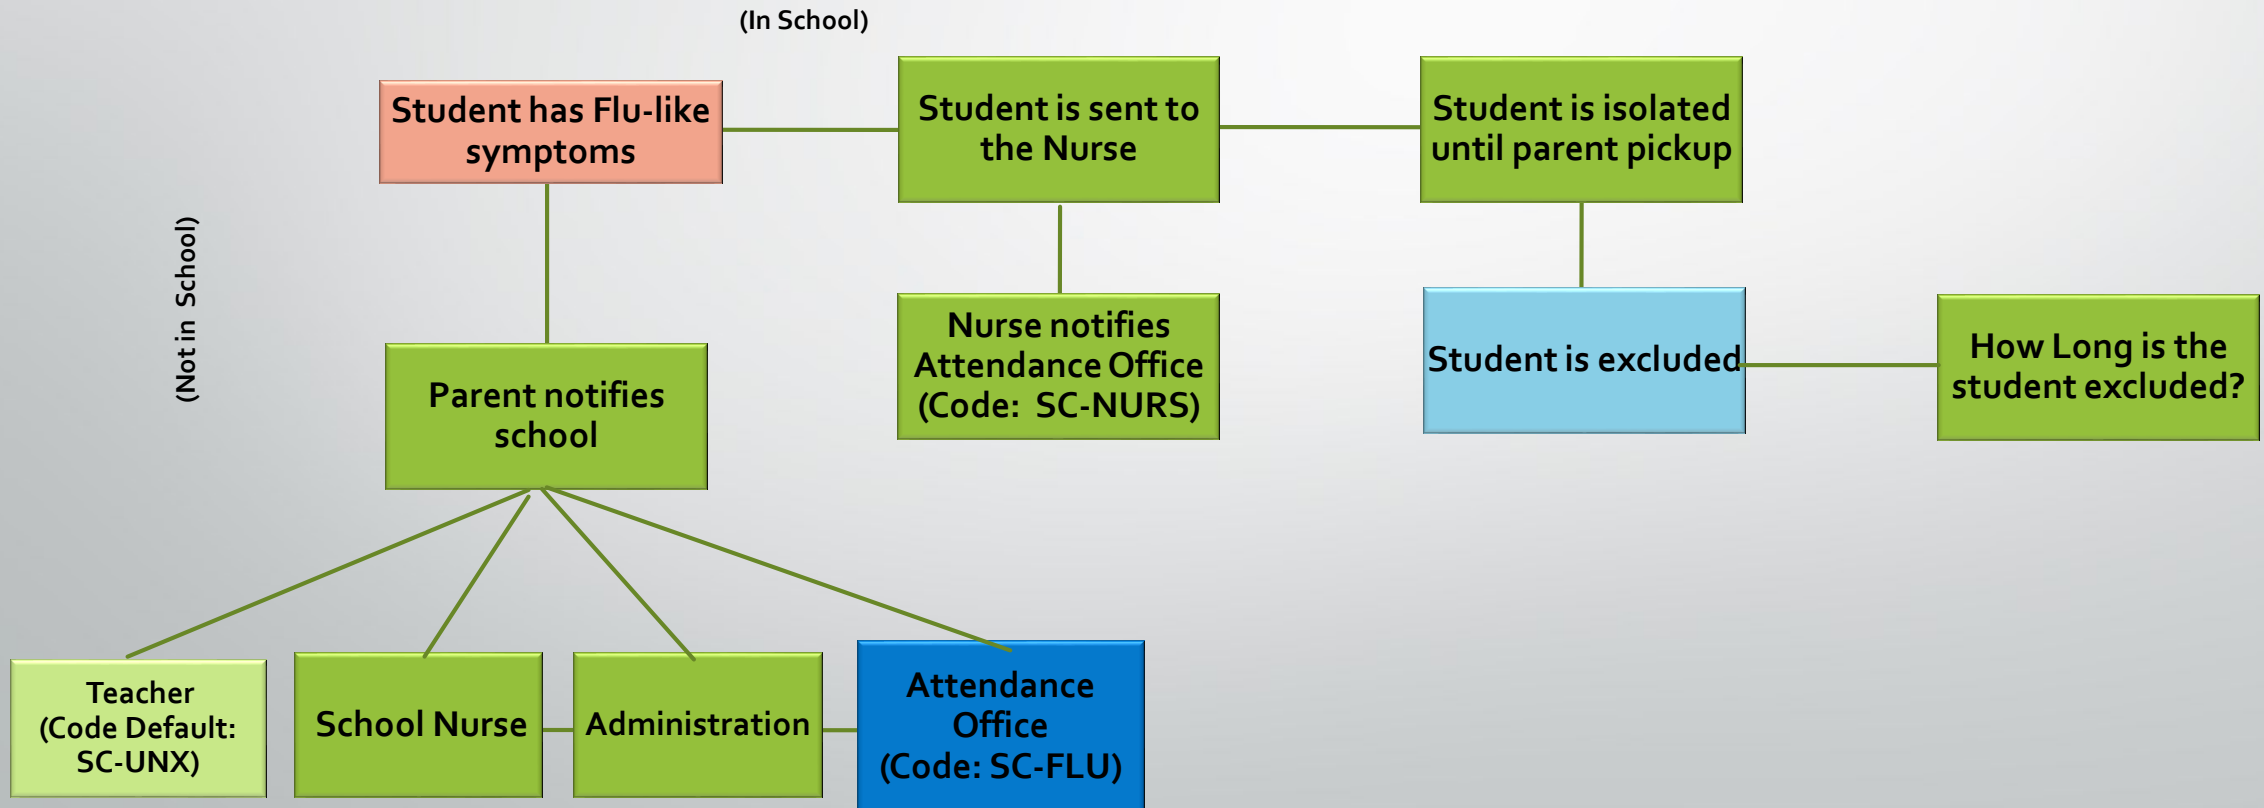 (In School)
Student has Flu-like
symptoms
Student is sent to
the Nurse
Student is isolated
until parent pickup
(Not in School)
Parent notifies
school
Nurse notifies
Attendance Office
(Code: SC-NURS)
Student is excluded
How Long is the
student excluded?
Teacher
(Code Default:
SC-UNX)
School Nurse
Administration
Attendance
Office
(Code: SC-FLU)